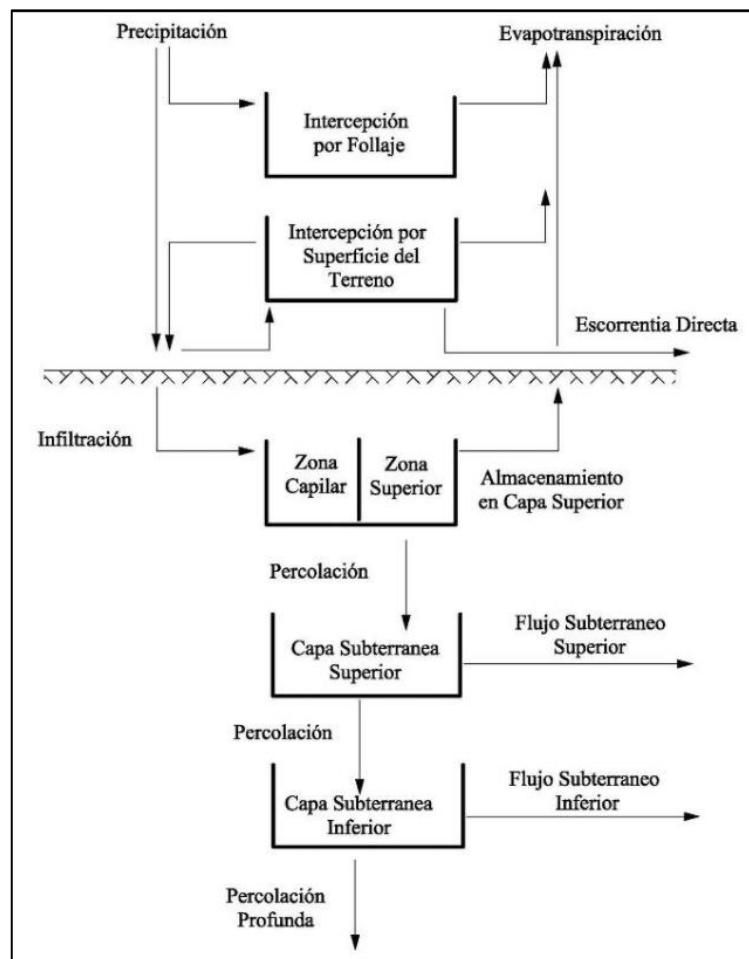 Precipitación
Evapotranspiración
Intercepción
por Follaje
Intercepción por
Superficie del
Terreno
Escorrentia Directa
Infiltración
Zona
Capilar
Zona
Superior
Almacenamiento
en Capa Superior
Percolación
Capa Subterranea
Superior
Flujo Subterraneo
Superior
Percolación
Capa Subterranea
Inferior
Flujo Subterraneo
Inferior
Percolación
Profunda